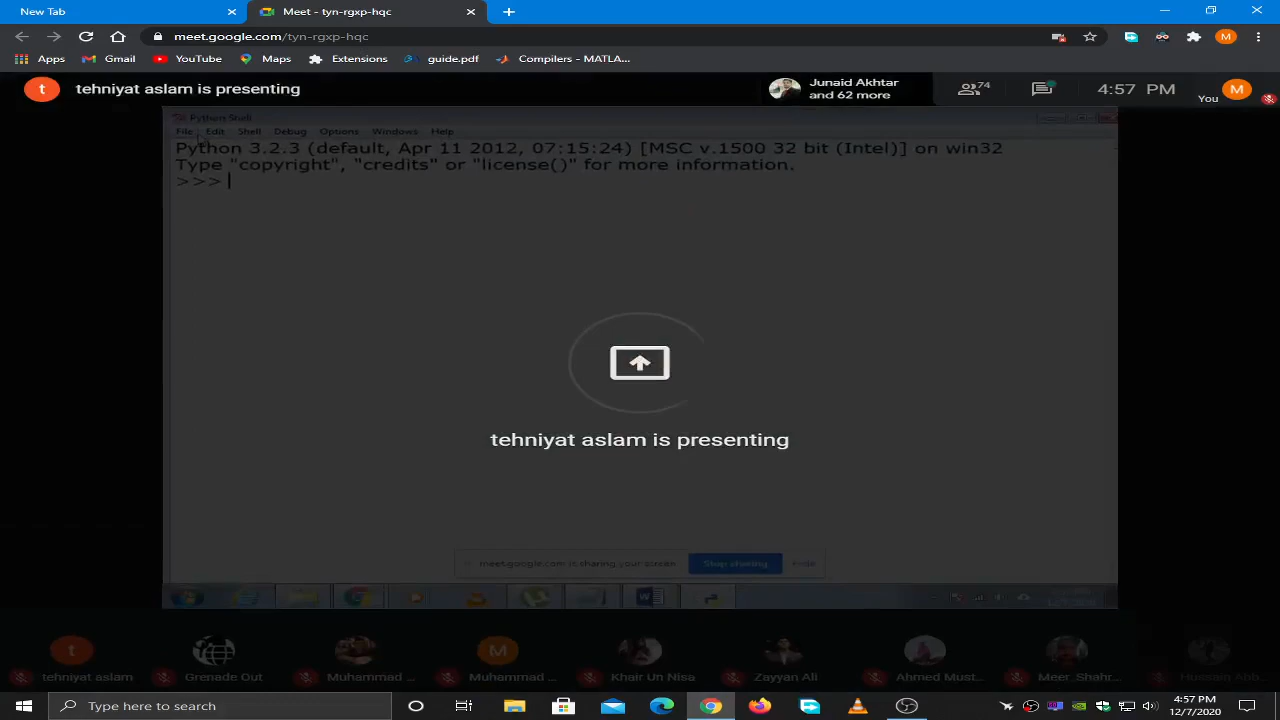 New Tab
Meet - tyn-rgxp-hqc
meet.google.com/tyn-rgxp-hqc
M
Apps
Gmail
YouTube
Maps
Extensions
guide.pdf
Compilers - MATLA...
t
tehniyat aslam is presenting
Junaid Akhtar
and 62 more
74
4:57 PM
You
M
Python Shell
File Edit Shell Debug Options Windows Help
Python 3.2.3 (default, Apr 11 2012, 07:15:24) [MSC v.1500 32 bit (Intel)] on win32
Type "copyright", "credits" or "license()" for more information.
>>>
tehniyat aslam is presenting
meet.google.com is sharing your screen
Stop sharing
Hide
t
M
tehniyat aslam
Grenade Out
Muhammad ...
Muhammad ...
Khair Un Nisa
Zayyan Ali
Ahmed Must...
Meer_Shahr...
Type here to search
4:57 PM
12/7/2020